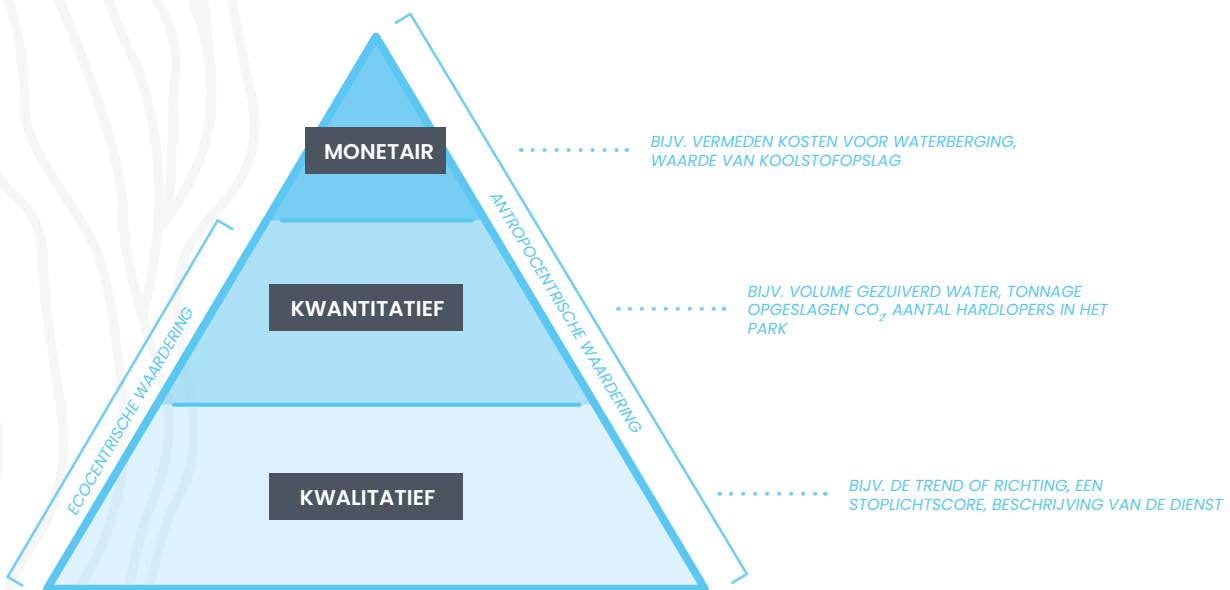 MONETAIR
BIJV. VERMEDEN KOSTEN VOOR WATERBERGING,
WAARDE VAN KOOLSTOFOPSLAG
ANTROPOCENTRISCHE WAARDERING
KWANTITATIEF
BIJV. VOLUME GEZUIVERD WATER, TONNAGE
OPGESLAGEN CO₂, AANTAL HARDLOPERS IN HET
PARK
ECOCENTRISCHE WAARDERING
KWALITATIEF
BIJV. DE TREND OF RICHTING, EEN
STOPLICHTSCORE, BESCHRIJVING VAN DE DIENST